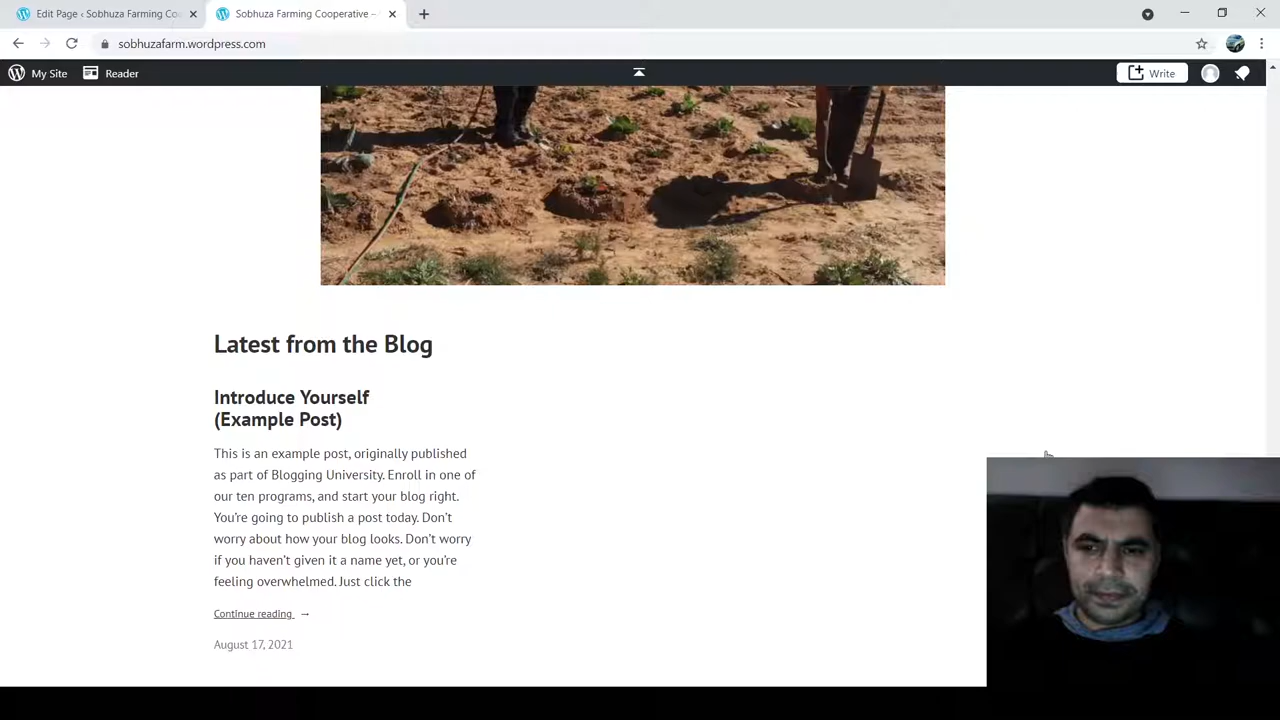 Edit Page ‹ Sobhuza Farming Co
Sobhuza Farming Cooperative –
sobhuzafarm.wordpress.com
My Site
Reader
Write
Latest from the Blog
Introduce Yourself
(Example Post)
This is an example post, originally published
as part of Blogging University. Enroll in one of
our ten programs, and start your blog right.
You're going to publish a post today. Don't
worry about how your blog looks. Don't worry
if you haven't given it a name yet, or you're
feeling overwhelmed. Just click the
Continue reading →
August 17, 2021